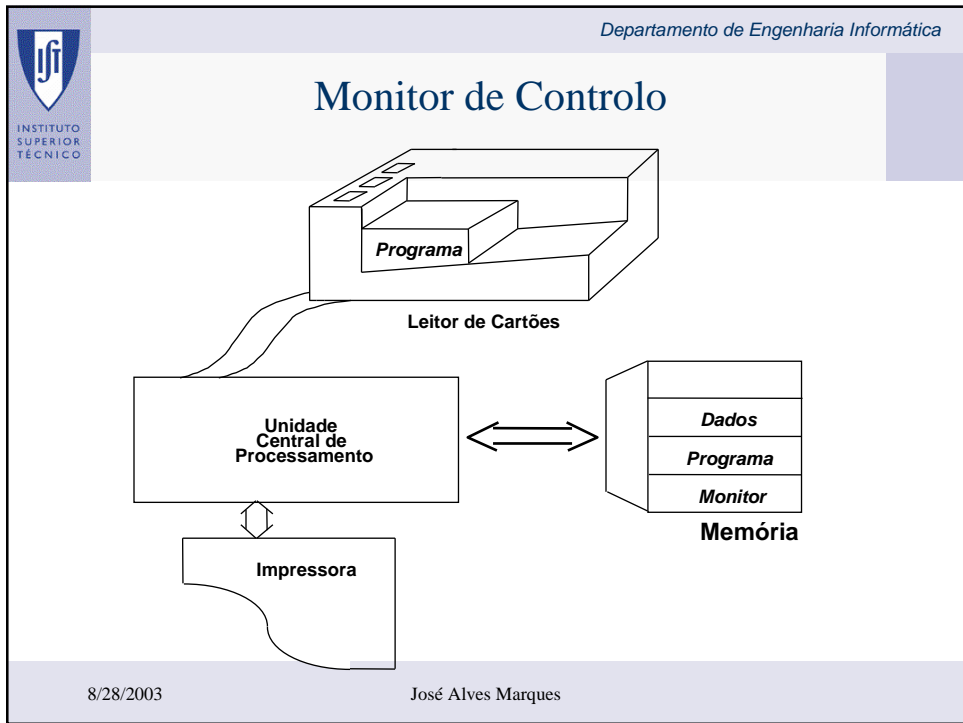 Departamento de Engenharia Informática
IST
INSTITUTO
SUPERIOR
TÉCNICO
Monitor de Controlo
Programa
Leitor de Cartões
Unidade
Central de
Processamento
Dados
Programa
Monitor
Memória
Impressora
8/28/2003
José Alves Marques